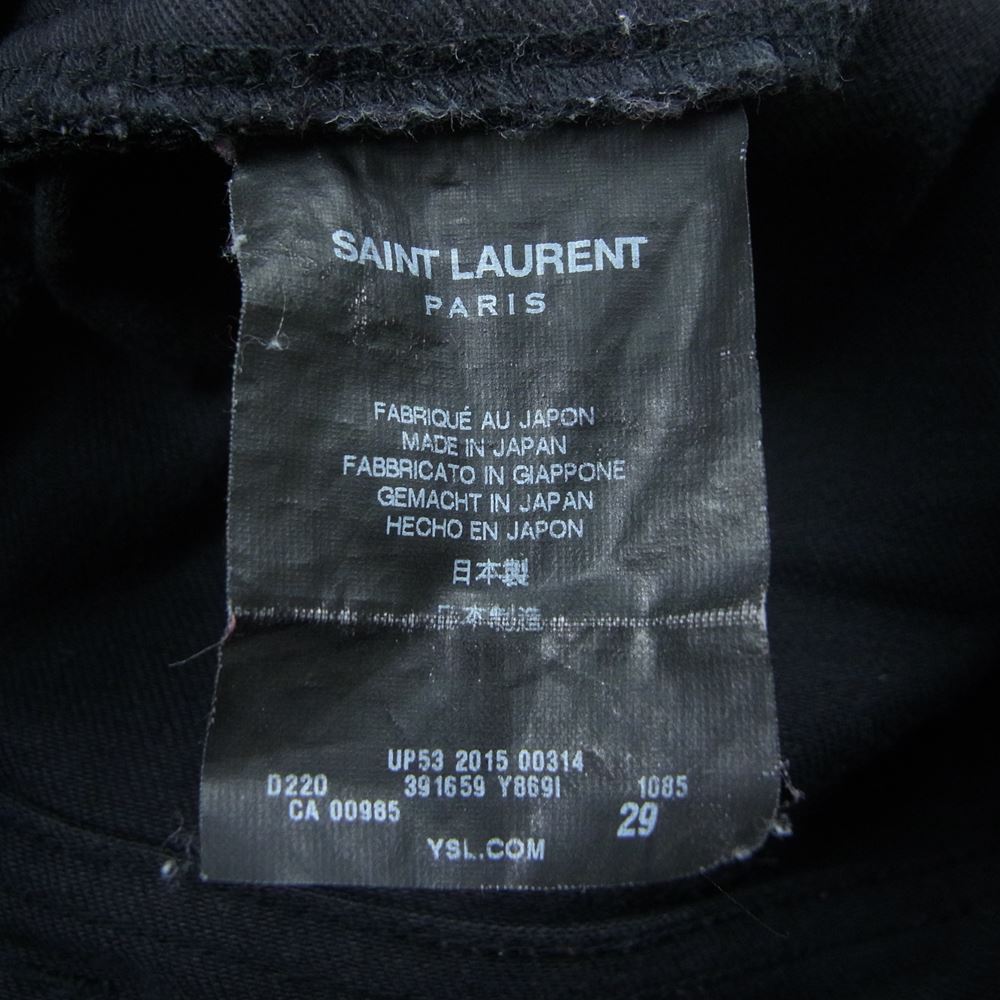 SAINT LAURENT
PARIS
FABRIQUÉ AU JAPON
MADE IN JAPAN
FABBRICATO IN GIAPPONE
GEMACHT IN JAPAN
HECHO EN JAPON
日本製
日本制造
UP53 2015 00314
D220 391659 Y869I 1085
CA 00985 29
YSL.COM